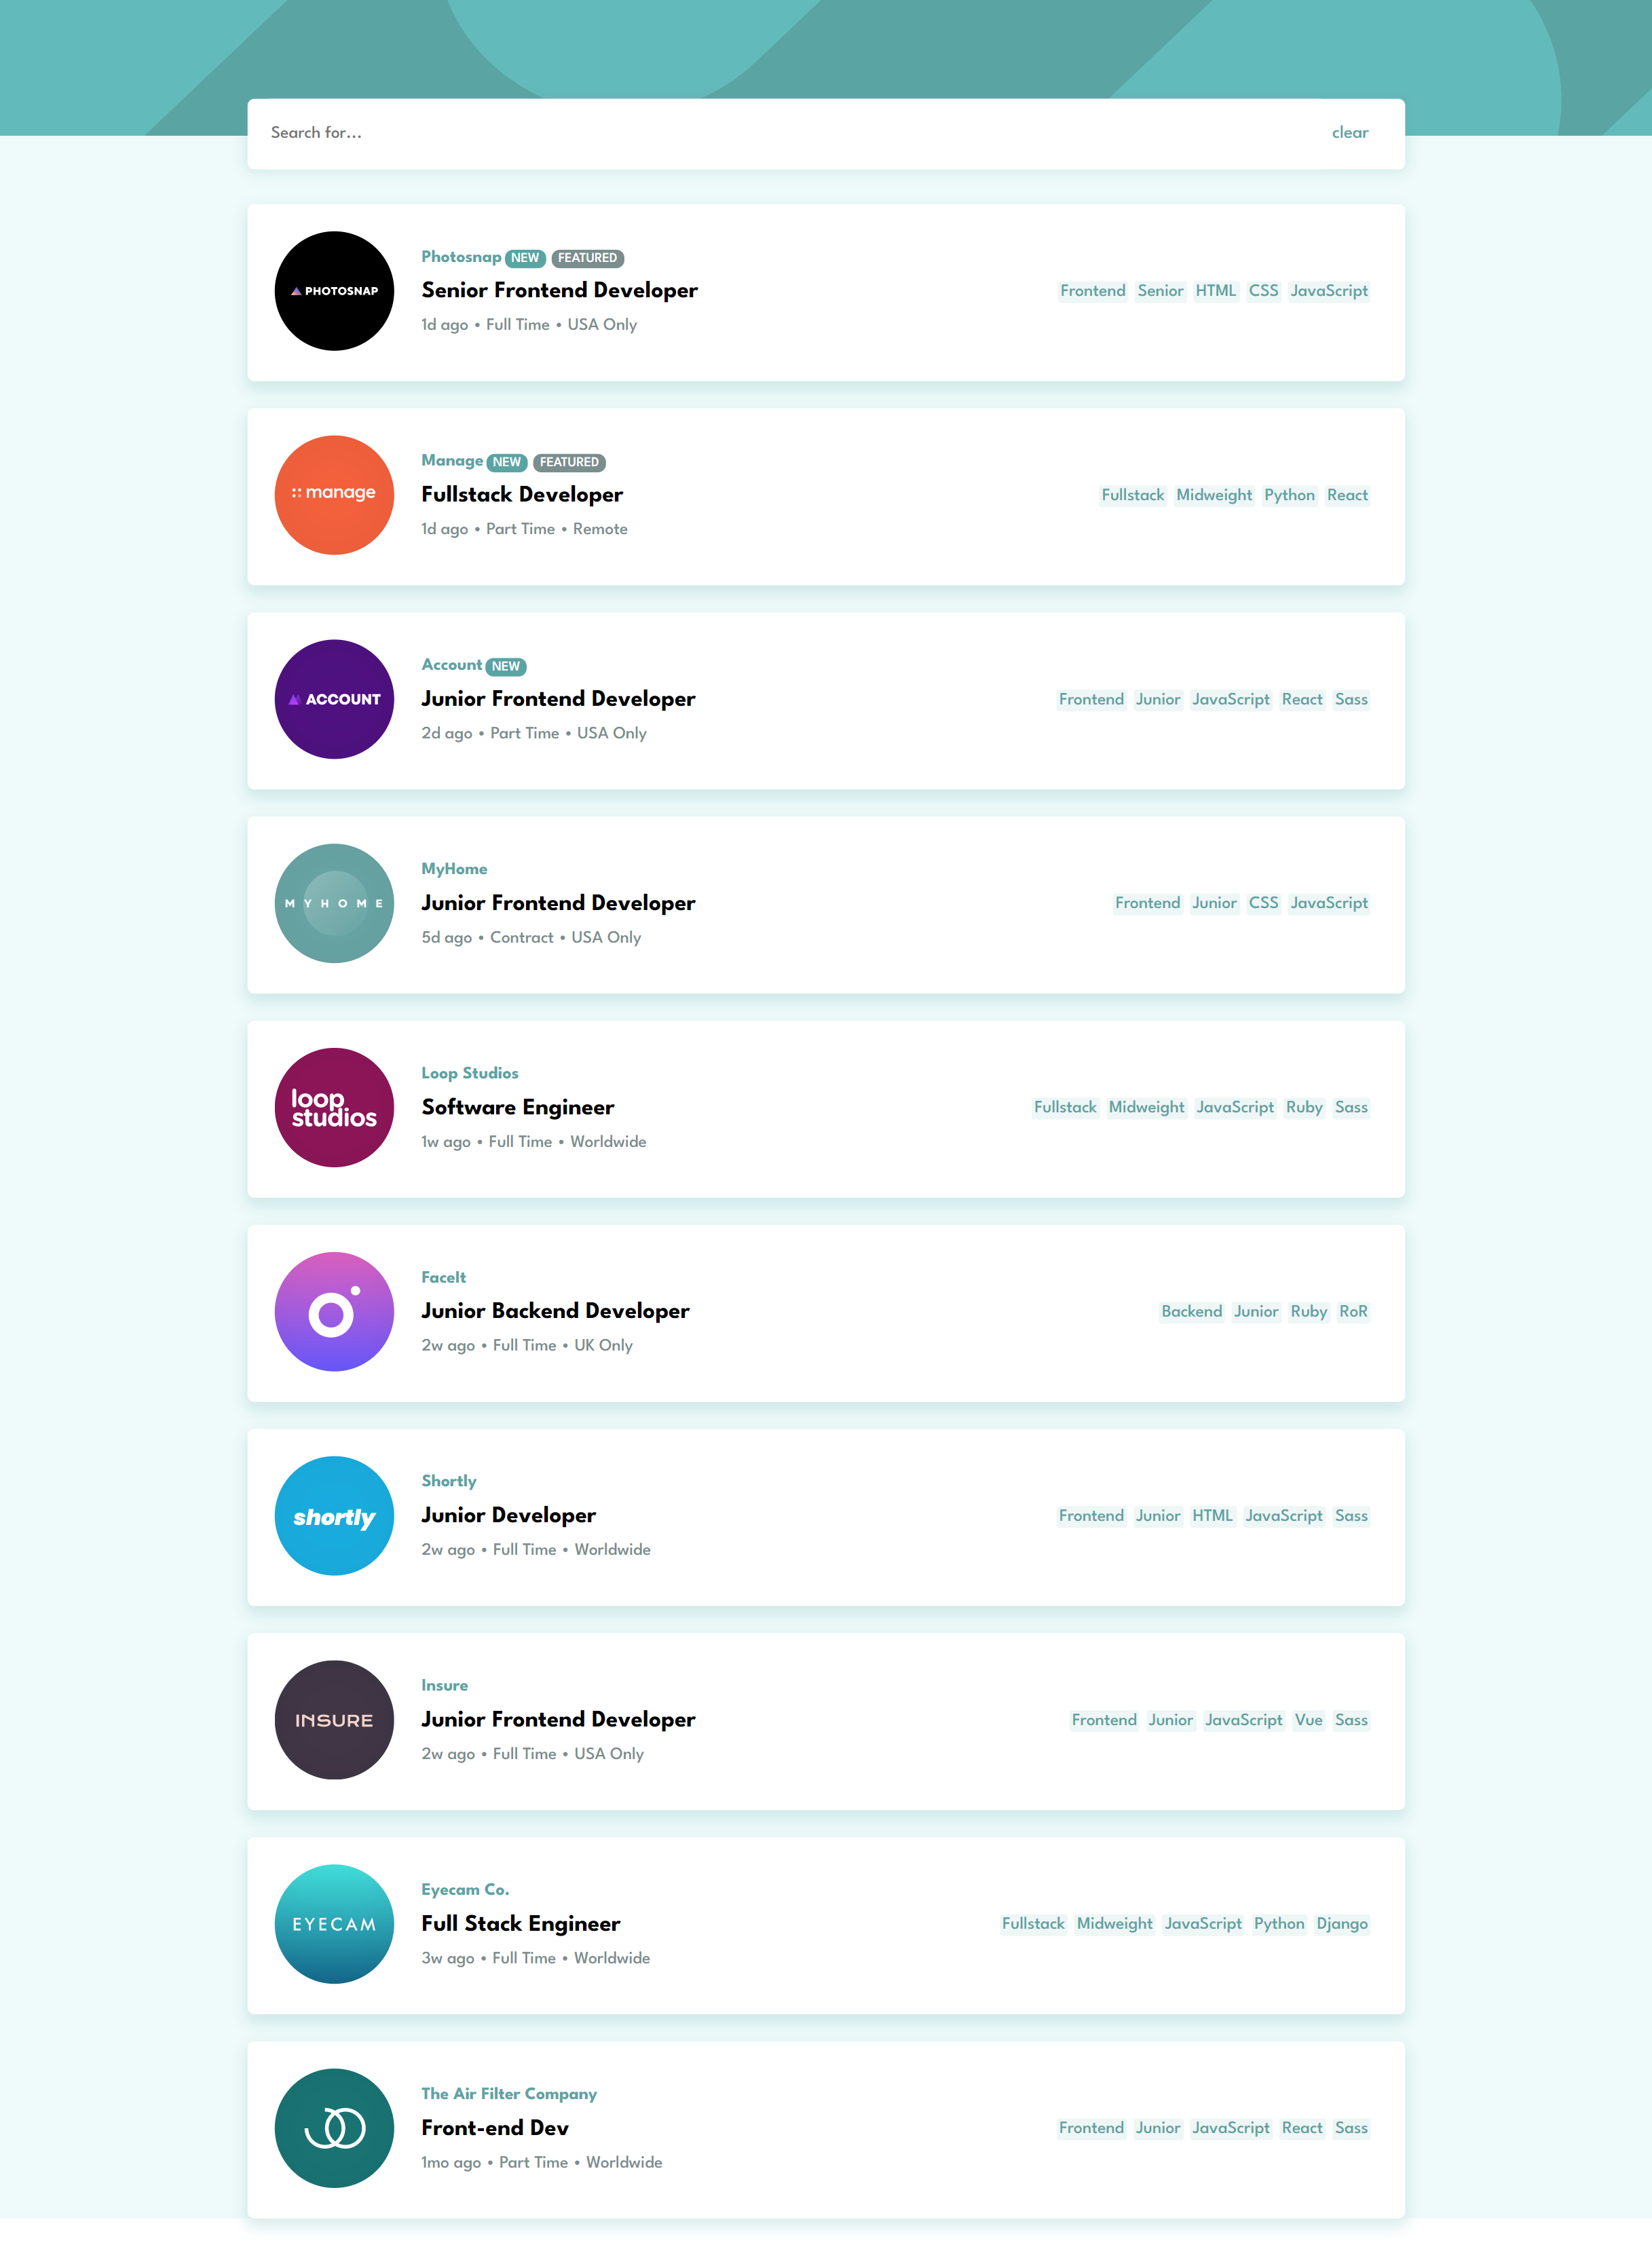 Search for...
clear
PHOTOSNAP
Photosnap NEW FEATURED
Senior Frontend Developer
1d ago • Full Time • USA Only
Frontend Senior HTML CSS JavaScript
manage
Manage NEW FEATURED
Fullstack Developer
1d ago • Part Time • Remote
Fullstack Midweight Python React
ACCOUNT
Account NEW
Junior Frontend Developer
2d ago • Part Time • USA Only
Frontend Junior JavaScript React Sass
MYHOME
MyHome
Junior Frontend Developer
5d ago • Contract • USA Only
Frontend Junior CSS JavaScript
loop
studios
Loop Studios
Software Engineer
1w ago • Full Time • Worldwide
Fullstack Midweight JavaScript Ruby Sass
FaceIt
Junior Backend Developer
2w ago • Full Time • UK Only
Backend Junior Ruby RoR
shortly
Shortly
Junior Developer
2w ago • Full Time • Worldwide
Frontend Junior HTML JavaScript Sass
INSURE
Insure
Junior Frontend Developer
2w ago • Full Time • USA Only
Frontend Junior JavaScript Vue Sass
EYECAM
Eyecam Co.
Full Stack Engineer
3w ago • Full Time • Worldwide
Fullstack Midweight JavaScript Python Django
The Air Filter Company
Front-end Dev
1mo ago • Part Time • Worldwide
Frontend Junior JavaScript React Sass